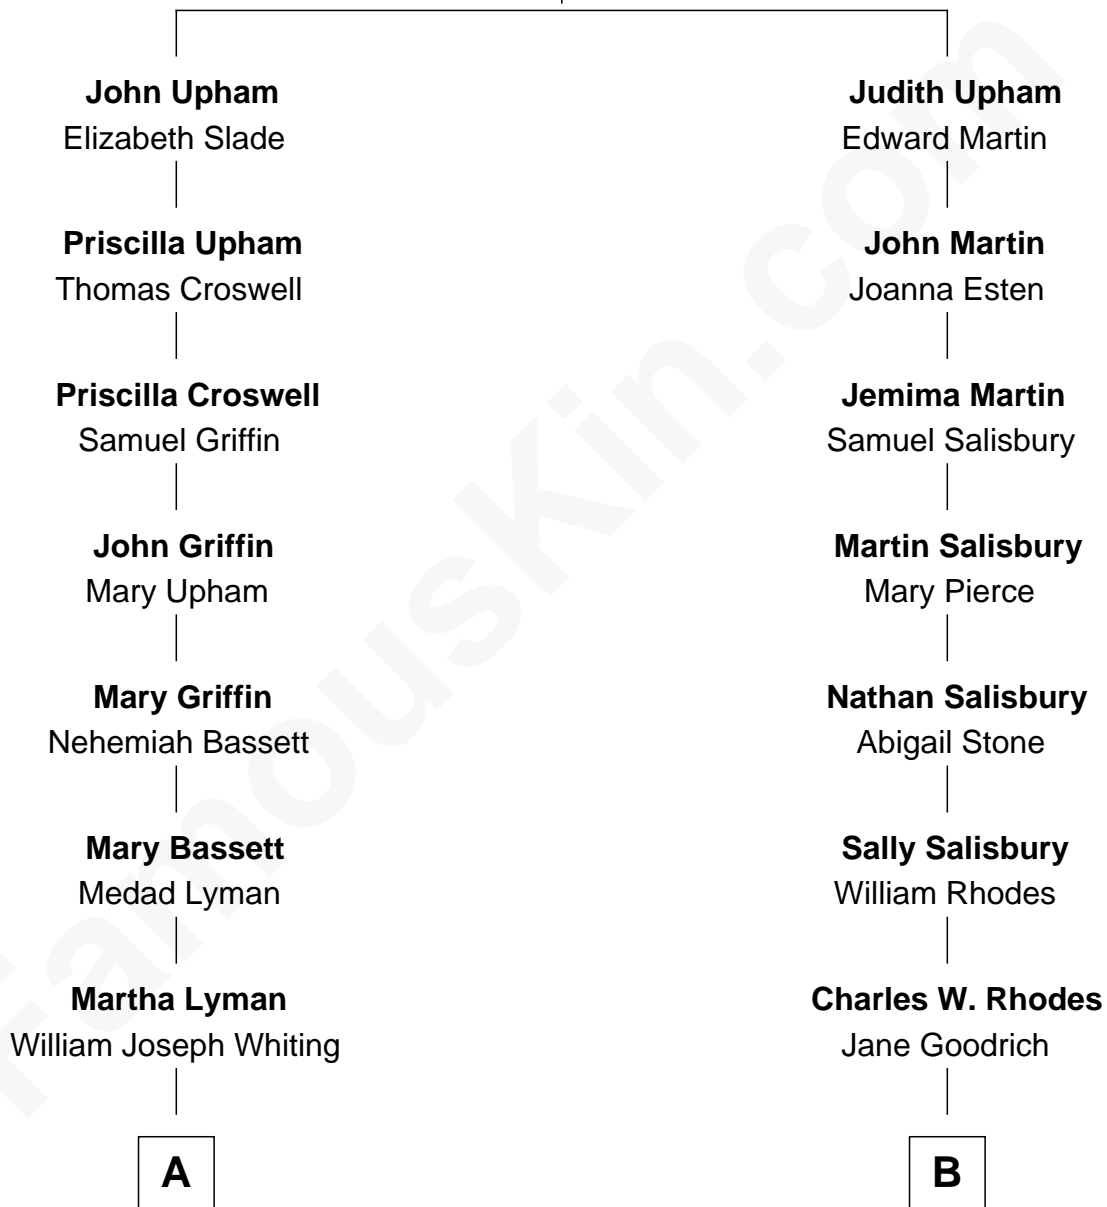 John Upham
Elizabeth Slade
Priscilla Upham
Thomas Croswell
Priscilla Croswell
Samuel Griffin
John Griffin
Mary Upham
Mary Griffin
Nehemiah Bassett
Mary Bassett
Medad Lyman
Martha Lyman
William Joseph Whiting
A
Judith Upham
Edward Martin
John Martin
Joanna Esten
Jemima Martin
Samuel Salisbury
Martin Salisbury
Mary Pierce
Nathan Salisbury
Abigail Stone
Sally Salisbury
William Rhodes
Charles W. Rhodes
Jane Goodrich
B
FamousKin.com